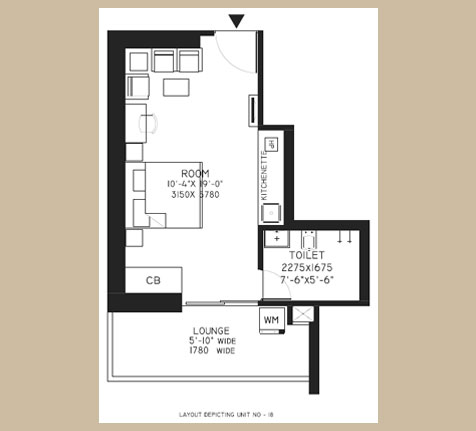 ROOM
10'-4"X 19'-0"
3150X 5780
KITCHENETTE
TOILET
2275X1675
7'-6"X5'-6"
CB
LOUNGE
5'-10" WIDE
1780 WIDE
WM
LAYOUT DEPICTING UNIT NO - 18